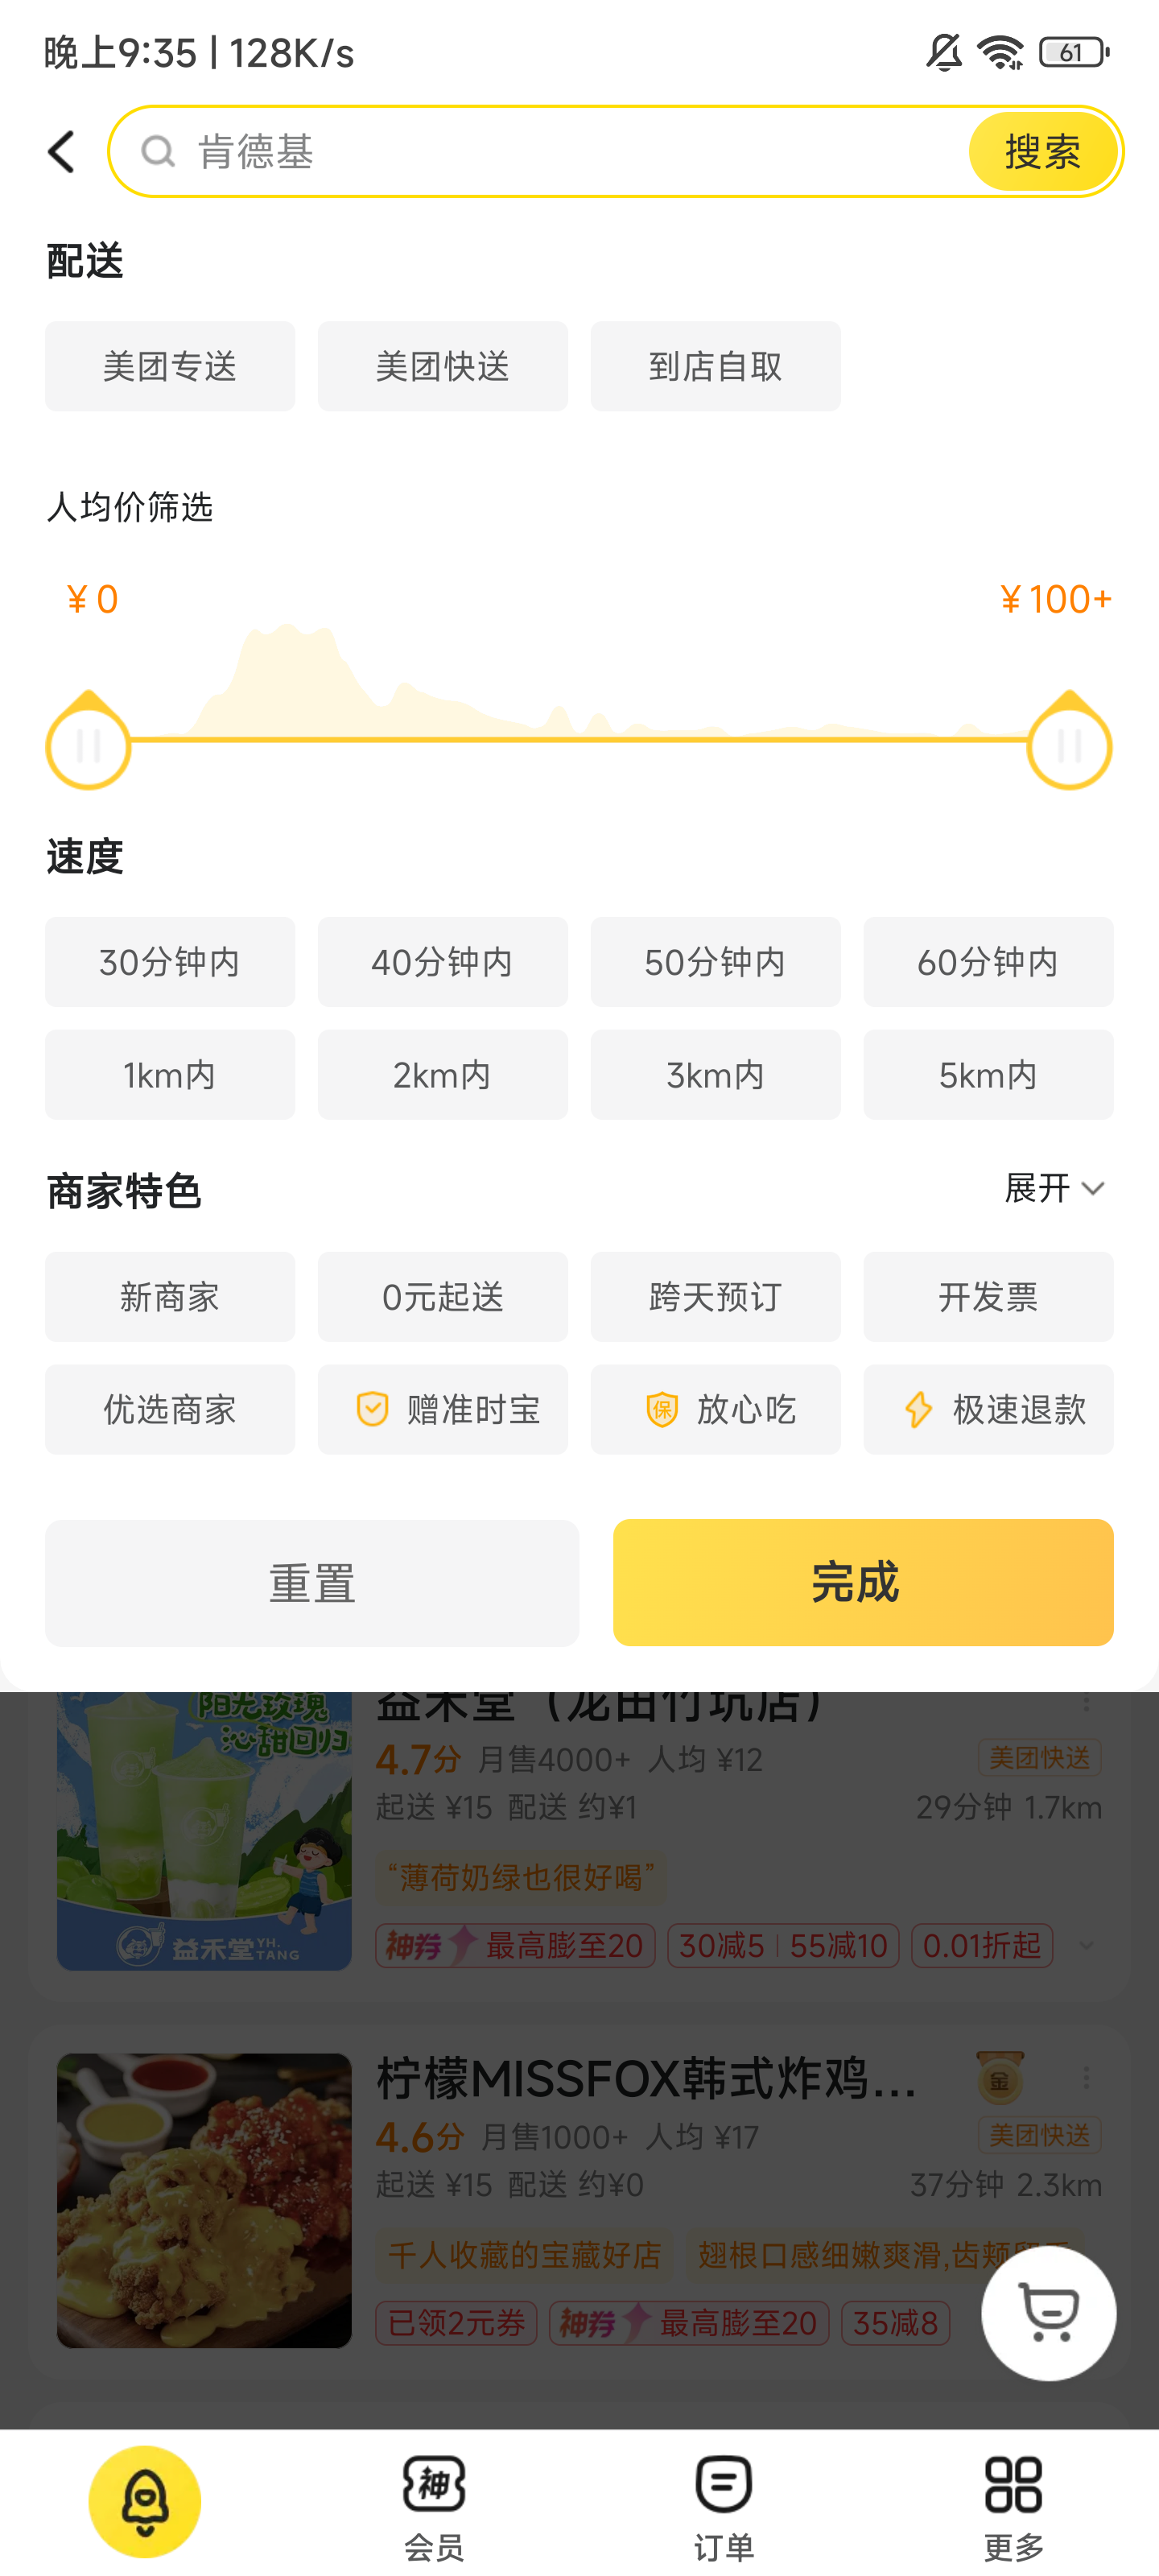 晚上9:35 | 128K/s
61
肯德基
搜索
配送
美团专送 美团快送 到店自取
人均价筛选
¥0 ¥100+
速度
30分钟内 40分钟内 50分钟内 60分钟内
1km内 2km内 3km内 5km内
商家特色 展开
新商家 0元起送 跨天预订 开发票
优选商家 赠准时宝 保 放心吃 极速退款
重置 完成
阳光玫瑰
沁甜回归
益禾堂YH.TANG
益禾堂（龙田竹坑店）
4.7分 月售4000+ 人均 ¥12 美团快送
起送 ¥15 配送 约¥1 29分钟 1.7km
“薄荷奶绿也很好喝”
神券 最高膨至20 30减5 55减10 0.01折起
柠檬MISSFOX韩式炸鸡... 金
4.6分 月售1000+ 人均 ¥17 美团快送
起送 ¥15 配送 约¥0 37分钟 2.3km
千人收藏的宝藏好店 翅根口感细嫩爽滑,齿颊
已领2元券 神券 最高膨至20 35减8
神
会员 订单 更多